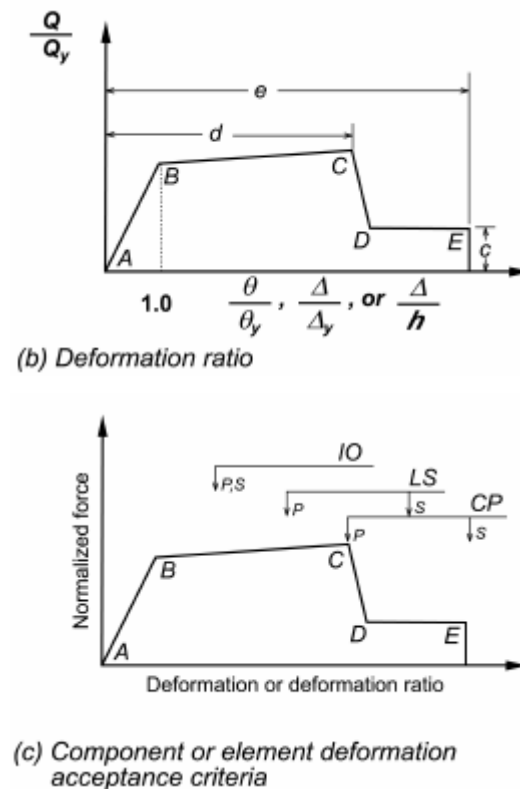 Q
Q_y
e
d
B
C
D
E
c
A
1.0
θ/θ_y , Δ/Δ_y, or Δ/h
(b) Deformation ratio
Normalized force
IO
P,S
LS
P
S
CP
P
S
B
C
D
E
A
Deformation or deformation ratio
(c) Component or element deformation
acceptance criteria